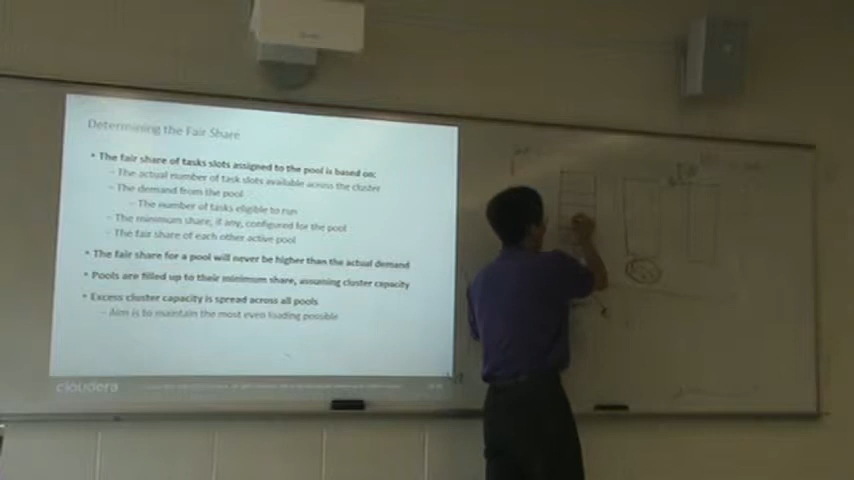 Determining the Fair Share
• The fair share of tasks slots assigned to the pool is based on:
– The actual number of task slots available across the cluster
– The demand from the pool
– The number of tasks eligible to run
– The minimum share, if any, configured for the pool
– The fair share of each other active pool
• The fair share for a pool will never be higher than the actual demand
• Pools are filled up to their minimum share, assuming cluster capacity
• Excess cluster capacity is spread across all pools
– Aim is to maintain the most even loading possible
cloudera